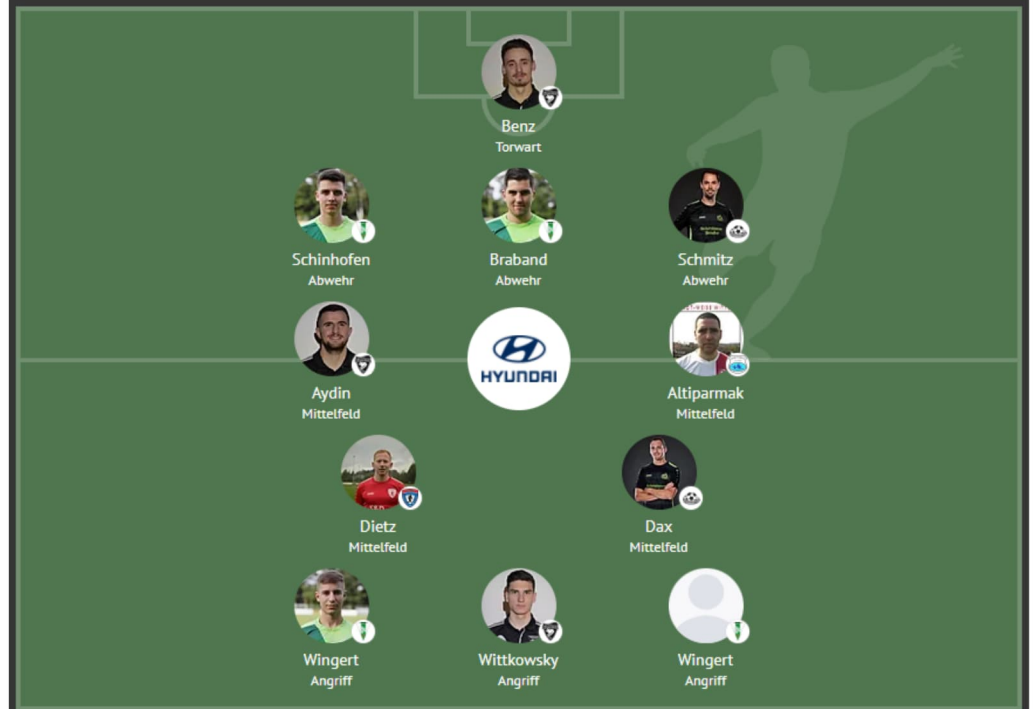 Benz
Torwart
Schinhofen
Abwehr
Braband
Abwehr
Schmitz
Abwehr
Aydin
Mittelfeld
HYUNDAI
Altiparmak
Mittelfeld
Dietz
Mittelfeld
Dax
Mittelfeld
Wingert
Angriff
Wittkowsky
Angriff
Wingert
Angriff